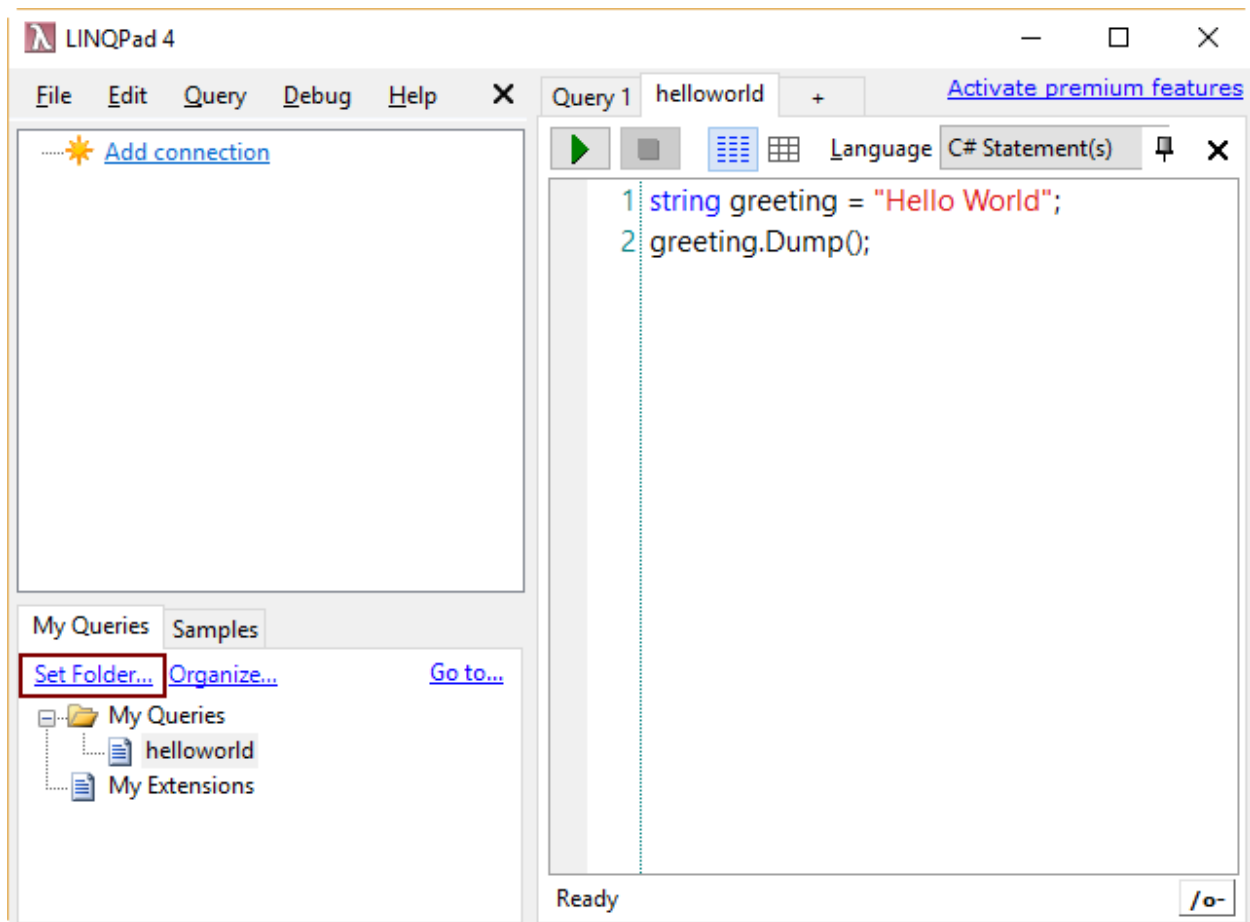 LINQPad 4
File Edit Query Debug Help
Query 1 helloworld + Activate premium features
Add connection
Language C# Statement(s)
1 string greeting = "Hello World";
2 greeting.Dump();
My Queries Samples
Set Folder... Organize... Go to...
My Queries
helloworld
My Extensions
Ready /o-